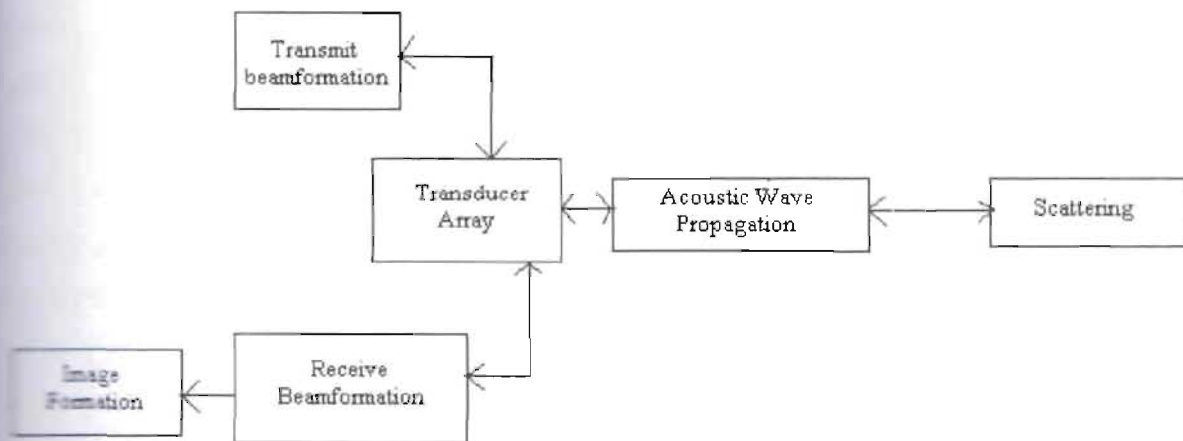 Transmit
beamformation
Transducer
Array
Acoustic Wave
Propagation
Scattering
Receive
Beamformation
Image
Formation